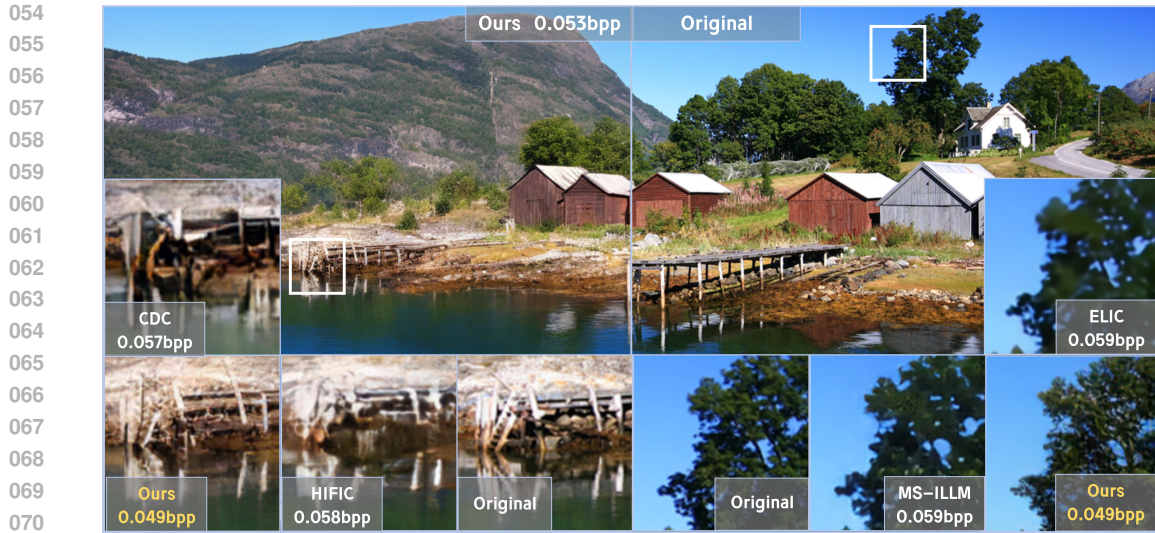 054
055
056
057
058
059
060
061
062
063
064
065
066
067
068
069
070
Ours 0.053bpp
Original
CDC
0.057bpp
ELIC
0.059bpp
Ours
0.049bpp
HIFIC
0.058bpp
Original
Original
MS-ILLM
0.059bpp
Ours
0.049bpp